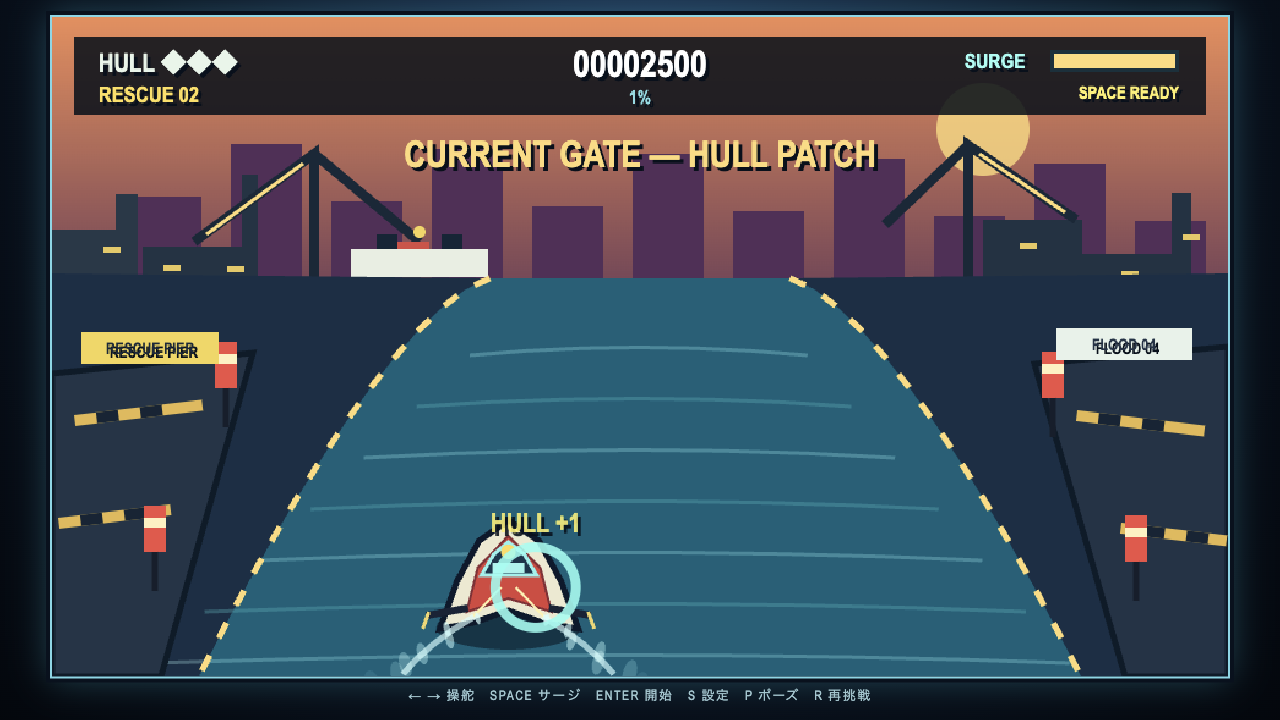 HULL
RESCUE 02
00002500
1%
SURGE
SPACE READY
CURRENT GATE — HULL PATCH
RESCUE PIER
FLOOD 04
HULL +1
← → 操舵 SPACE サージ ENTER 開始 S 設定 P ポーズ R 再挑戦